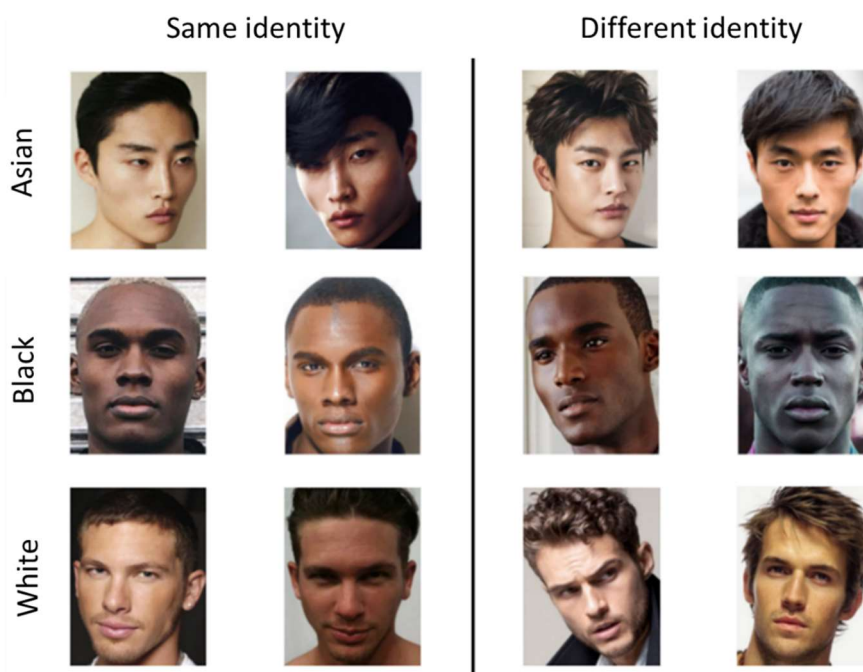 Same identity
Different identity
Asian
Black
White